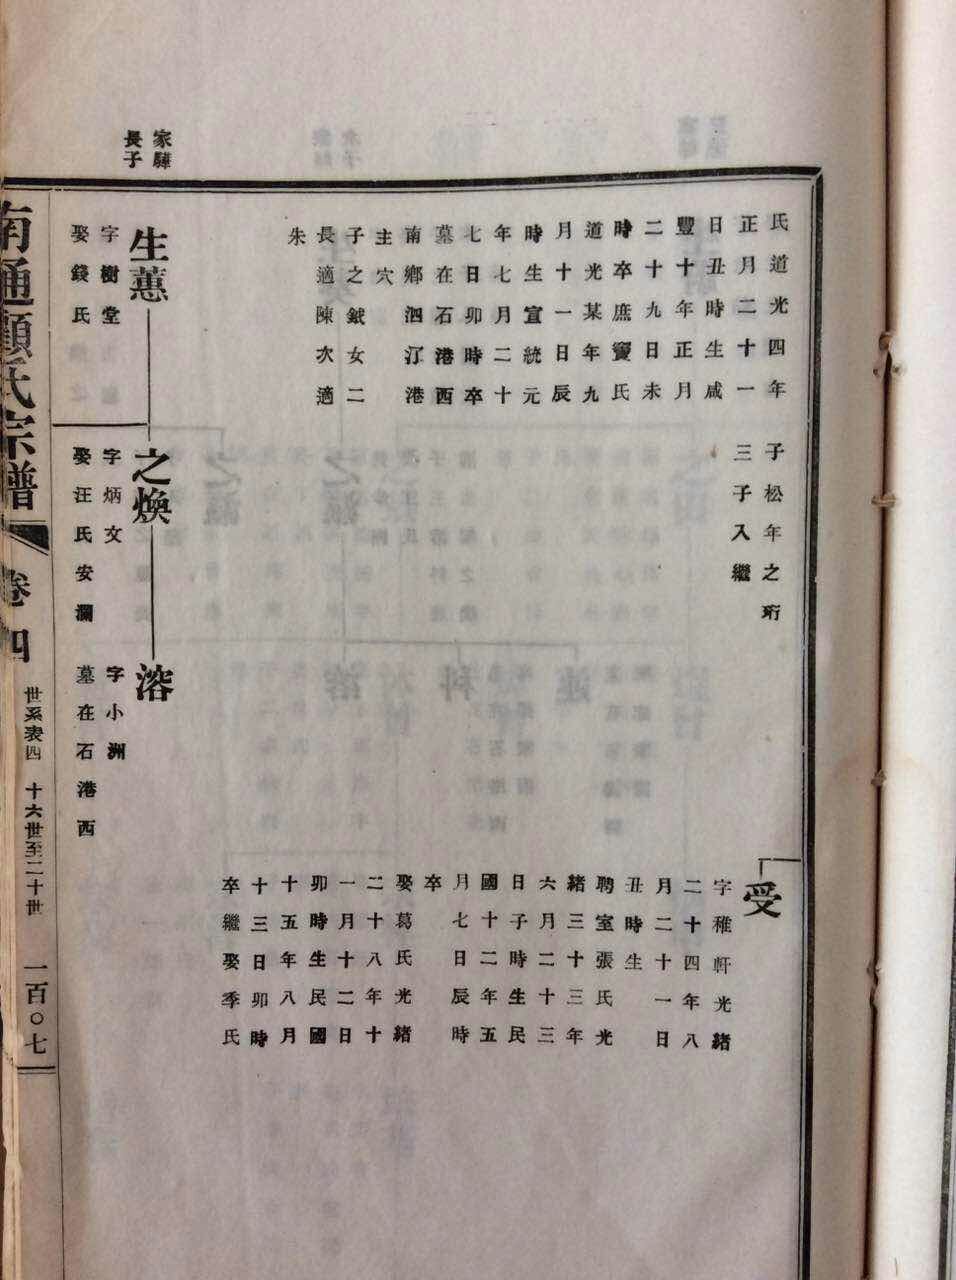 氏道光四年
正月二十一
日丑時生咸
豐十年正月
二十九日未
時卒庶竇氏
道光某年九
月十一日辰
時生宣統元
年七月二十
七日卯時卒
墓在石港西
南鄉泗汀港
主穴
子之鉞女二
長適陳次適
朱
子松年之珩
三子入繼
受
字稚軒光緒
二十四年八
月二十一日
丑時生
聘室張氏光
緒三十三年
六月二十三
日子時生民
國十二年五
月七日辰時
卒
娶葛氏光緒
二十八年十
一月十二日
卯時生民國
十五年八月
十三日卯時
卒繼娶季氏
家驊
長子
生蕙
字樹堂
娶錢氏
之煥
字炳文
娶汪氏安瀾
溶
字小洲
墓在石港西
南通顧氏宗譜
卷四
世系表四 十六世至二十世
一百〇七